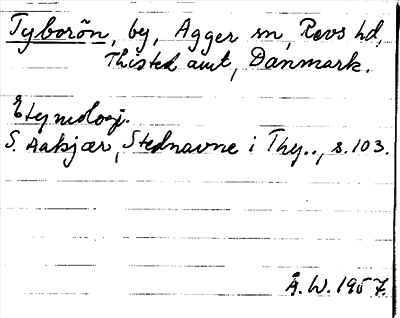 Tyborön, by, Agger sn, Revs hd,
Thisted amt, Danmark.
Etymologi.
S. Aakjær, Stednavne i Thy.., s. 103.
Å. W. 1957.